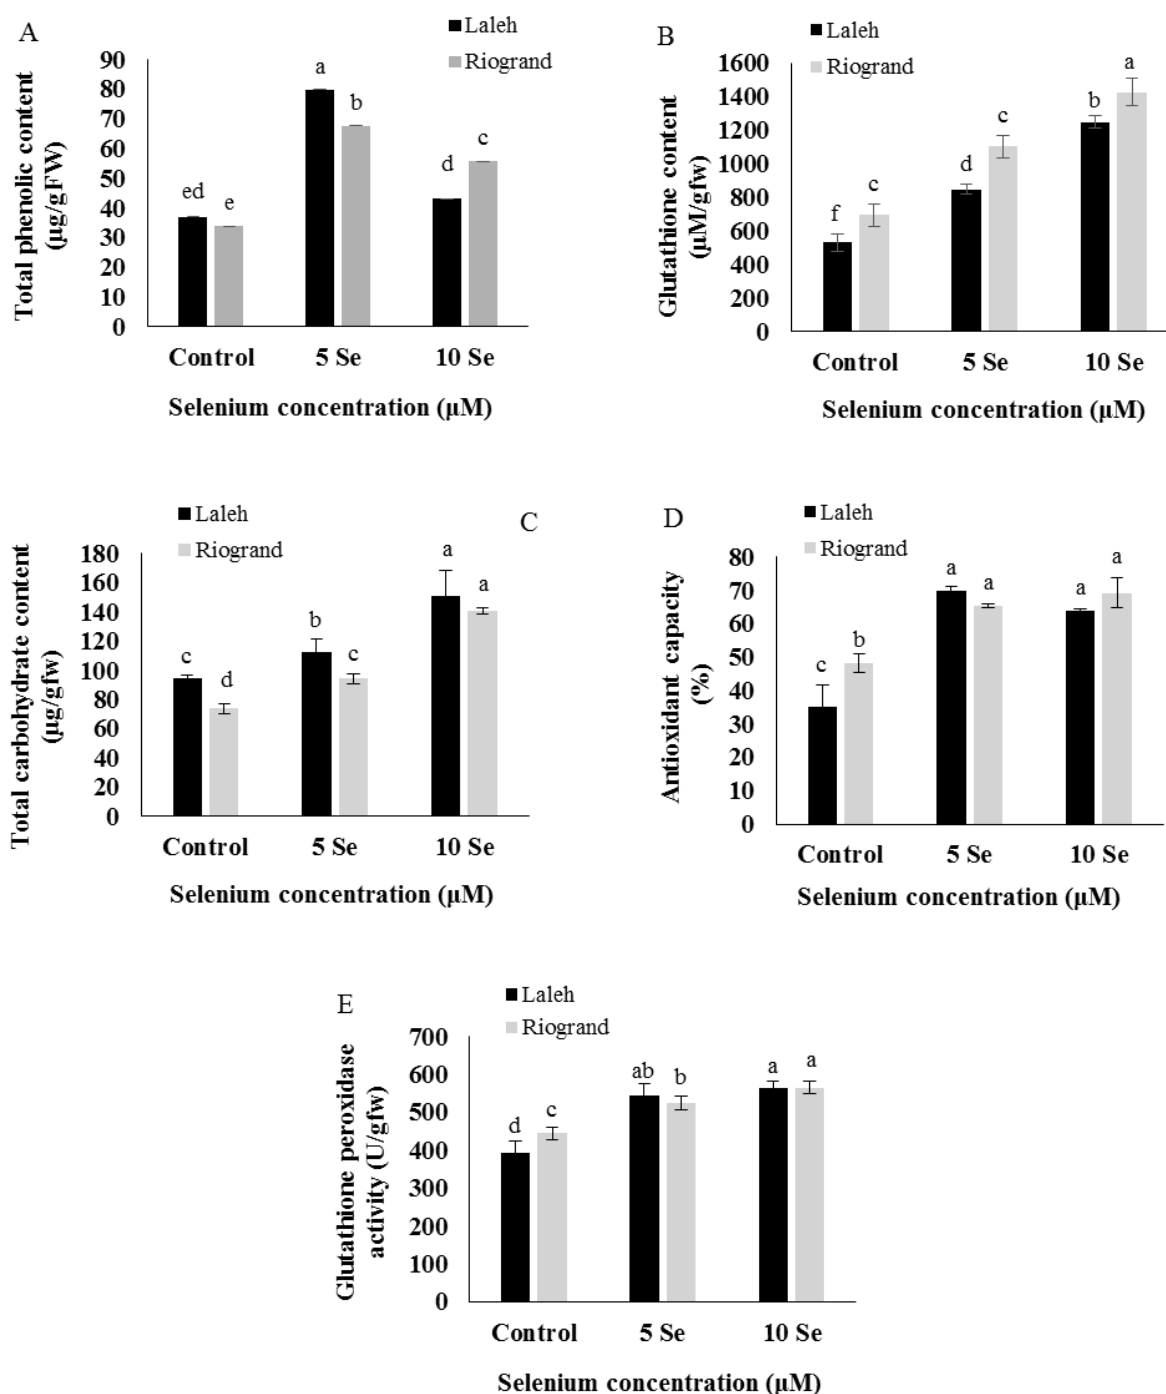 A
Laleh
Riogrand
Total phenolic content
(µg/gFW)
90
80
70
60
50
40
30
20
10
0
ed
e
a
b
d
c
Control
5 Se
10 Se
Selenium concentration (µM)
B
Laleh
Riogrand
Glutathione content
(µM/gfw)
1600
1400
1200
1000
800
600
400
200
0
f
c
d
c
b
a
Control
5 Se
10 Se
Selenium concentration (µM)
C
Laleh
Riogrand
Total carbohydrate content
(µg/gfw)
180
160
140
120
100
80
60
40
20
0
c
d
b
c
a
a
Control
5 Se
10 Se
Selenium concentration (µM)
D
Laleh
Riogrand
Antioxidant capacity
(%)
80
70
60
50
40
30
20
10
0
c
b
a
a
a
a
Control
5 Se
10 Se
Selenium concentration (µM)
E
Laleh
Riogrand
Glutathione peroxidase
activity (U/gfw)
700
600
500
400
300
200
100
0
d
c
ab
b
a
a
Control
5 Se
10 Se
Selenium concentration (µM)